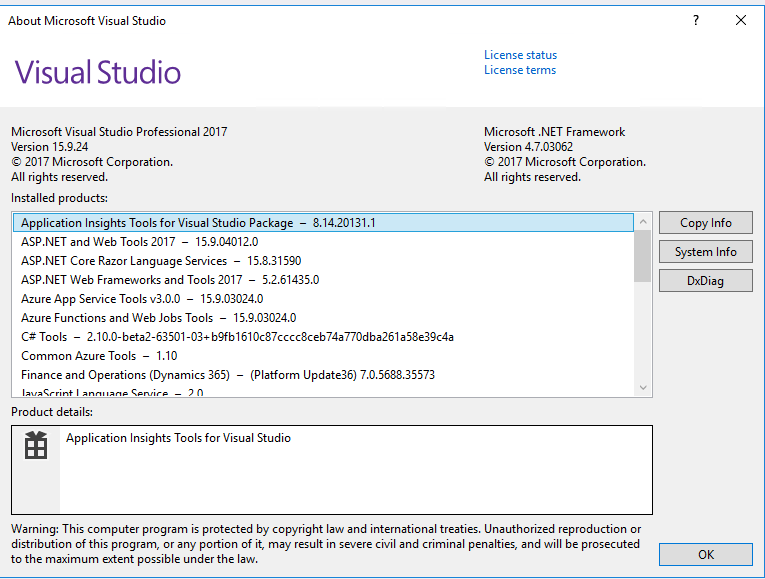 About Microsoft Visual Studio
?
Visual Studio
License status
License terms
Microsoft Visual Studio Professional 2017
Version 15.9.24
© 2017 Microsoft Corporation.
All rights reserved.
Microsoft .NET Framework
Version 4.7.03062
© 2017 Microsoft Corporation.
All rights reserved.
Installed products:
Application Insights Tools for Visual Studio Package – 8.14.20131.1
ASP.NET and Web Tools 2017 – 15.9.04012.0
ASP.NET Core Razor Language Services – 15.8.31590
ASP.NET Web Frameworks and Tools 2017 – 5.2.61435.0
Azure App Service Tools v3.0.0 – 15.9.03024.0
Azure Functions and Web Jobs Tools – 15.9.03024.0
C# Tools – 2.10.0-beta2-63501-03+b9fb1610c87cccc8ceb74a770dba261a58e39c4a
Common Azure Tools – 1.10
Finance and Operations (Dynamics 365) – (Platform Update36) 7.0.5688.35573
JavaScript Language Service – 2.0
Copy Info
System Info
DxDiag
Product details:
Application Insights Tools for Visual Studio
Warning: This computer program is protected by copyright law and international treaties. Unauthorized reproduction or
distribution of this program, or any portion of it, may result in severe civil and criminal penalties, and will be prosecuted
to the maximum extent possible under the law.
OK